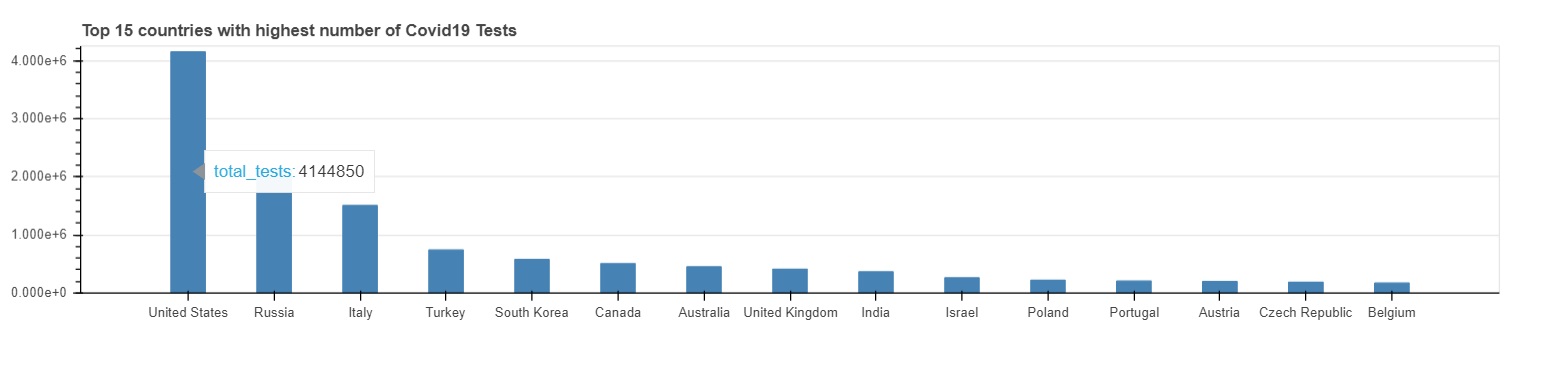 Top 15 countries with highest number of Covid19 Tests
4.000e+6
3.000e+6
total_tests: 4144850
2.000e+6
1.000e+6
0.000e+0
United States Russia Italy Turkey South Korea Canada Australia United Kingdom India Israel Poland Portugal Austria Czech Republic Belgium